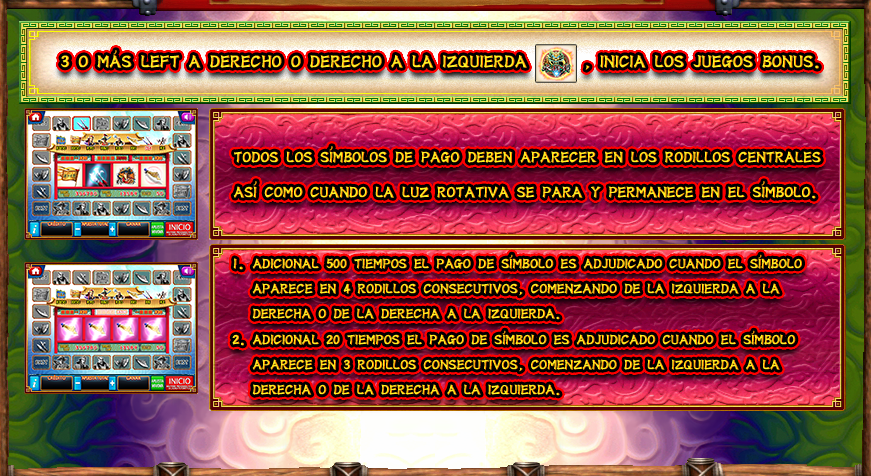 3 O MÁS LEFT A DERECHO O DERECHO A LA IZQUIERDA , INICIA LOS JUEGOS BONUS.
TODOS LOS SÍMBOLOS DE PAGO DEBEN APARECER EN LOS RODILLOS CENTRALES
ASÍ COMO CUANDO LA LUZ ROTATIVA SE PARA Y PERMANECE EN EL SÍMBOLO.
INICIO
1. ADICIONAL 500 TIEMPOS EL PAGO DE SÍMBOLO ES ADJUDICADO CUANDO EL SÍMBOLO
APARECE EN 4 RODILLOS CONSECUTIVOS, COMENZANDO DE LA IZQUIERDA A LA
DERECHA O DE LA DERECHA A LA IZQUIERDA.
2. ADICIONAL 20 TIEMPOS EL PAGO DE SÍMBOLO ES ADJUDICADO CUANDO EL SÍMBOLO
APARECE EN 3 RODILLOS CONSECUTIVOS, COMENZANDO DE LA IZQUIERDA A LA
DERECHA O DE LA DERECHA A LA IZQUIERDA.
INICIO